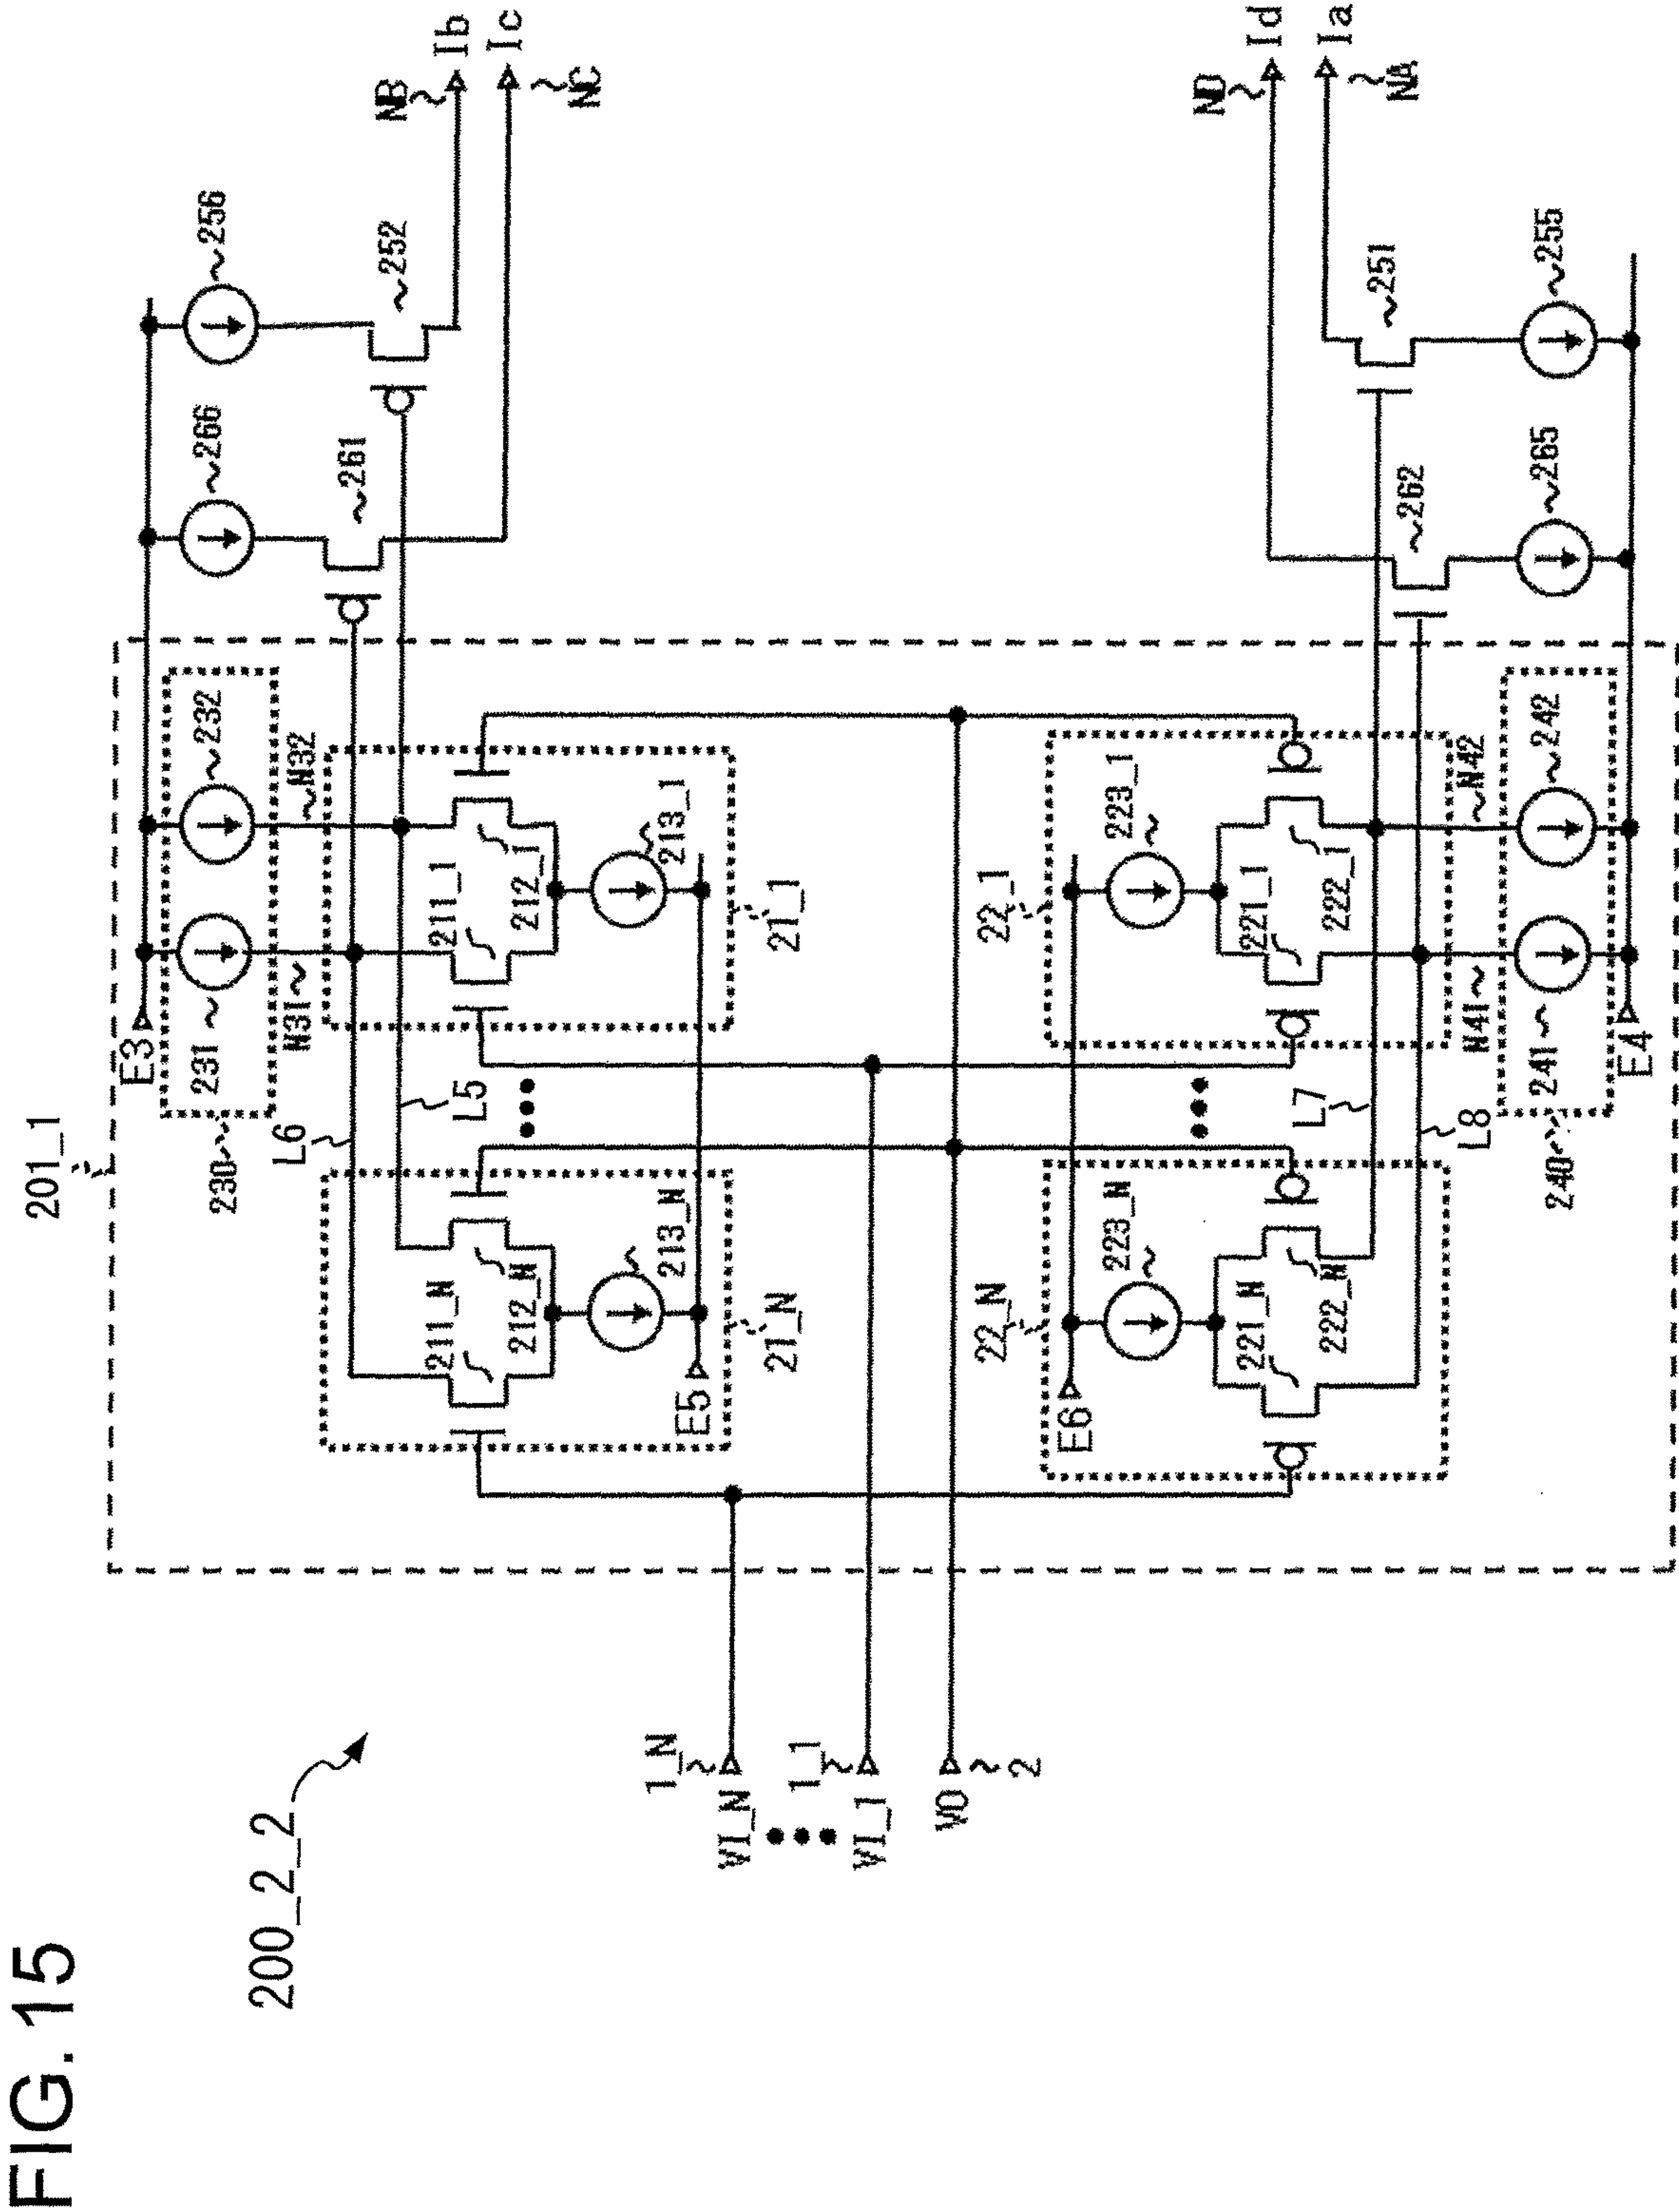 FIG. 15
200_2_2
201_1
E3
230
231
232
N31
N32
256
266
252
261
NB
Ib
NC
Ic
L6
L5
211_N
212_N
213_N
21_N
E5
211_1
212_1
213_1
21_1
1_N
VI_N
1_1
VI_1
VO
2
22_N
223_N
E6
221_N
222_N
22_1
223_1
221_1
222_1
L7
L8
N41
N42
240
241
242
E4
ND
Id
NA
Ia
251
262
255
265